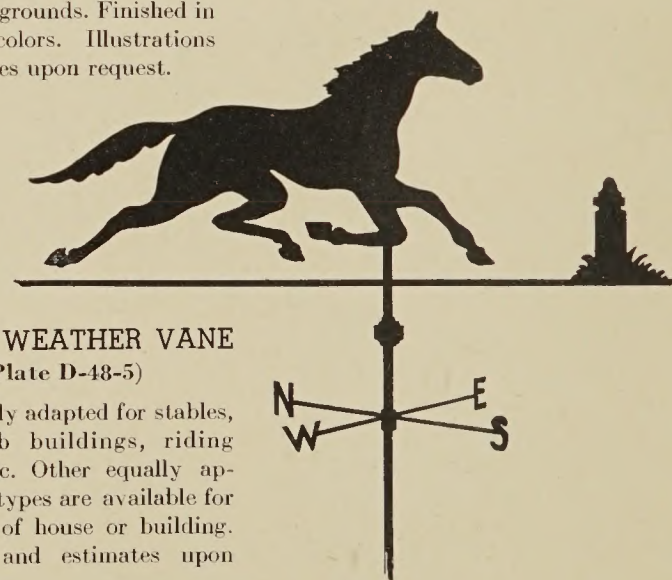 grounds. Finished in
colors. Illustrations
es upon request.
WEATHER VANE
Plate D-48-5)
ly adapted for stables,
b buildings, riding
c. Other equally ap-
types are available for
of house or building.
and estimates upon
N E
W S